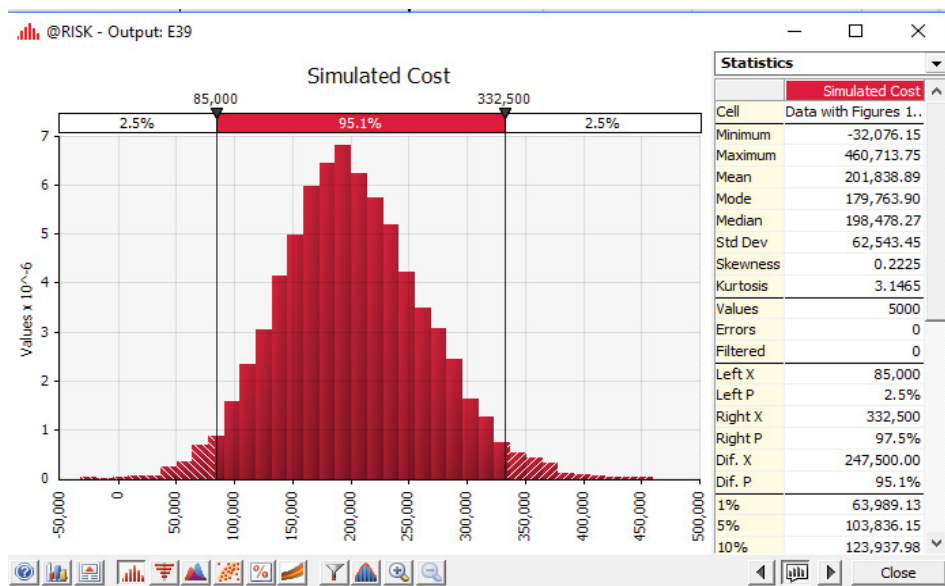 @RISK - Output: E39
Simulated Cost
85,000 332,500
2.5% 95.1% 2.5%
7
6
5
4
3
2
1
0
Values x 10^-6
-50,000 0 50,000 100,000 150,000 200,000 250,000 300,000 350,000 400,000 450,000 500,000
Statistics
Simulated Cost
Cell Data with Figures 1..
Minimum -32,076.15
Maximum 460,713.75
Mean 201,838.89
Mode 179,763.90
Median 198,478.27
Std Dev 62,543.45
Skewness 0.2225
Kurtosis 3.1465
Values 5000
Errors 0
Filtered 0
Left X 85,000
Left P 2.5%
Right X 332,500
Right P 97.5%
Dif. X 247,500.00
Dif. P 95.1%
1% 63,989.13
5% 103,836.15
10% 123,937.98
Close